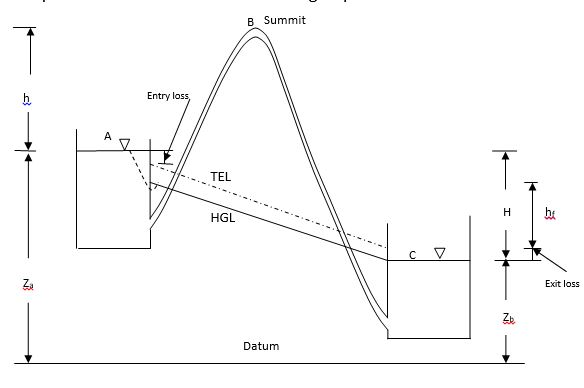 B Summit
h
Entry loss
A
TEL
H
hf
HGL
C
Za
Exit loss
Zb
Datum